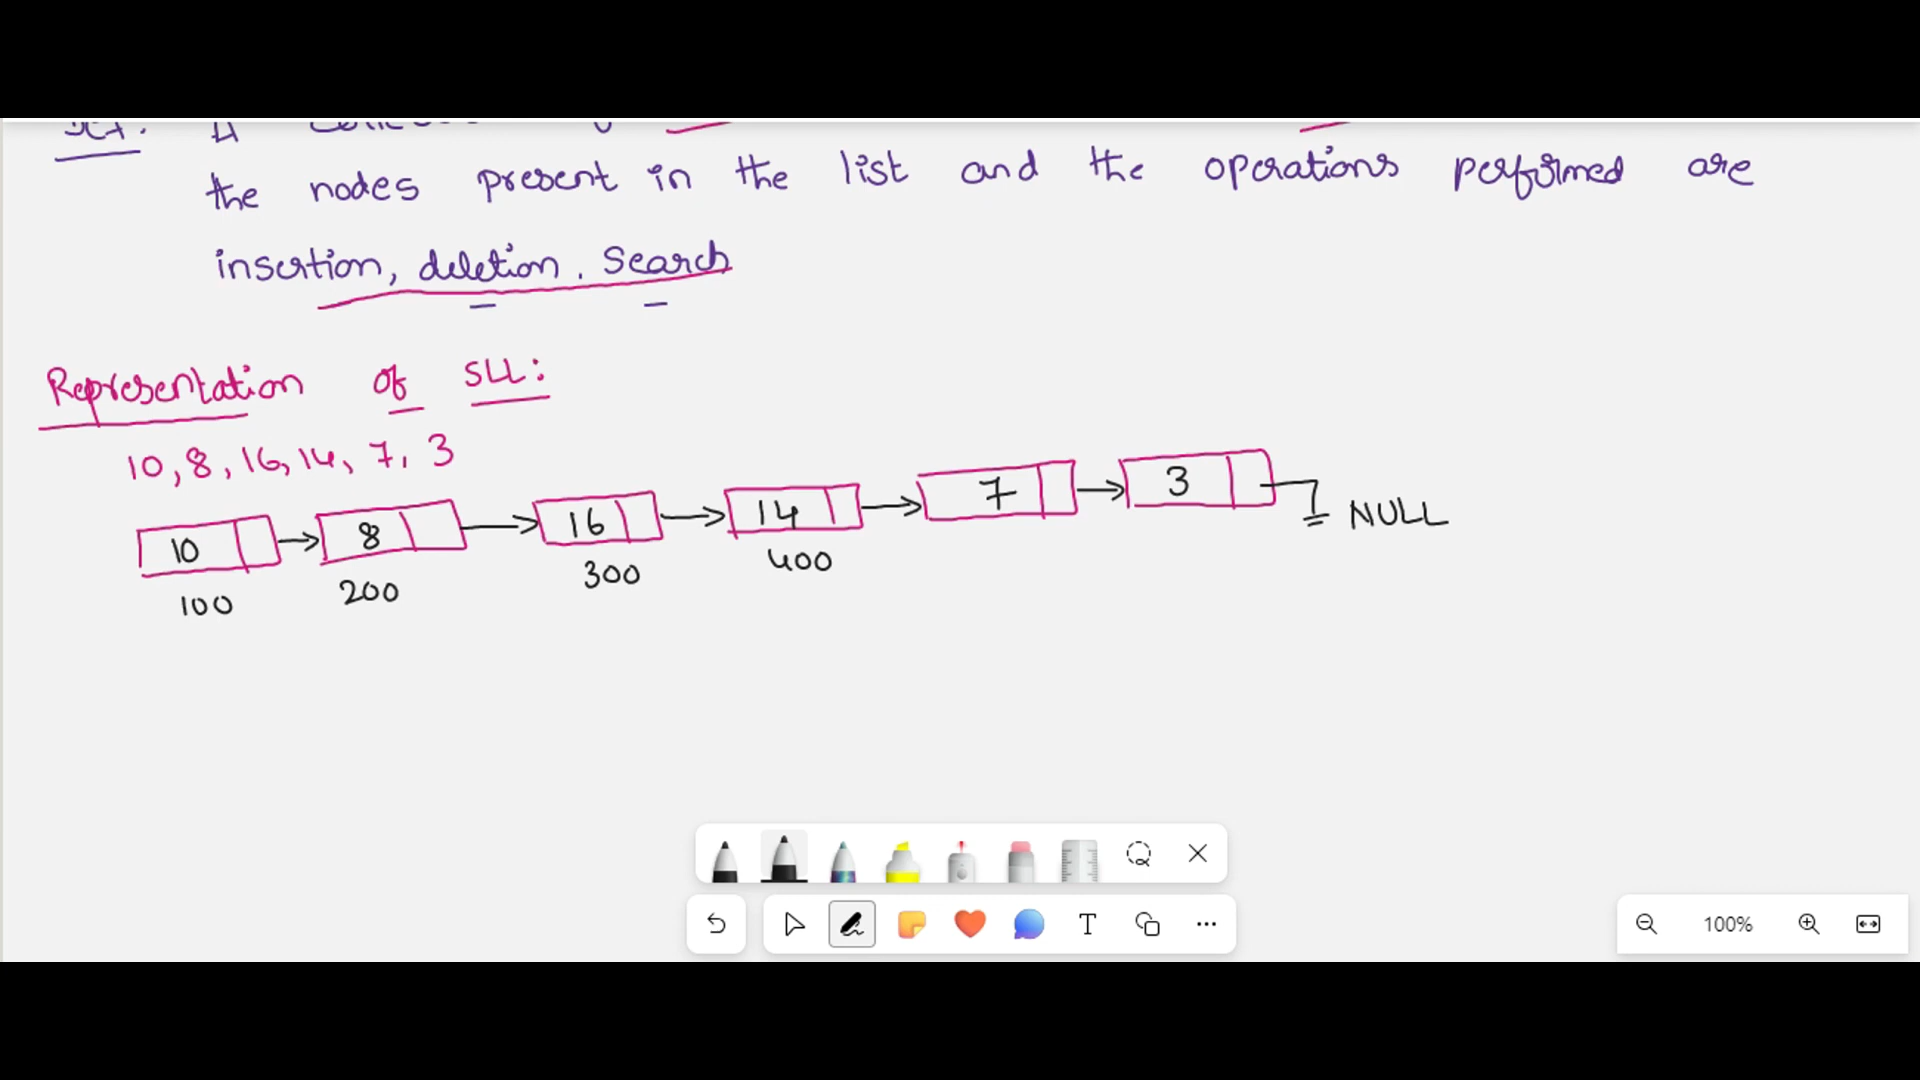 the nodes present in the list and the operations performed are
insertion, deletion, Search
Representation of SLL:
10, 8, 16, 14, 7, 3
10 8 16 14 7 3 NULL
100 200 300 400
T
100%